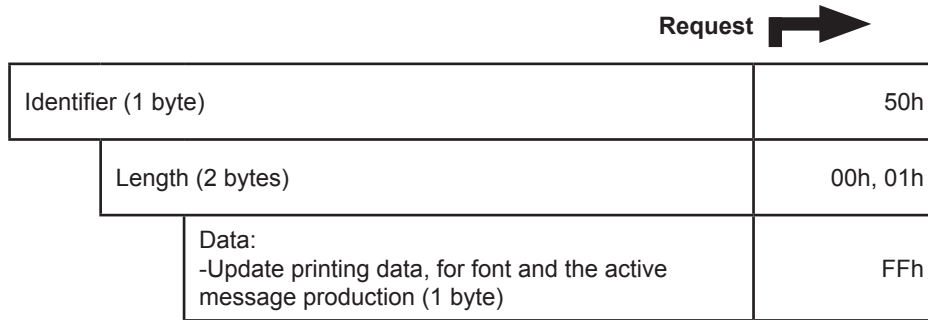 Request
Identifier (1 byte) 50h
Length (2 bytes) 00h, 01h
Data:
-Update printing data, for font and the active FFh
message production (1 byte)